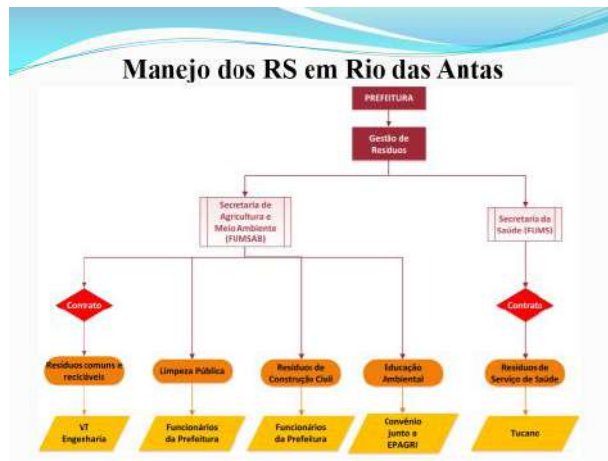 Manejo dos RS em Rio das Antas
PREFEITURA
Gestão de
Resíduos
Secretaria de
Agricultura e
Meio Ambiente
(FUMSAB)
Secretaria da
Saúde (FUMS)
Contrato
Contrato
Resíduos comuns e
recicláveis
Limpeza Pública
Resíduos de
Construção Civil
Educação
Ambiental
Resíduos de
Serviço de Saúde
VT
Engenharia
Funcionários
da Prefeitura
Funcionários
da Prefeitura
Convênio
junto a
EPAGRI
Tucano